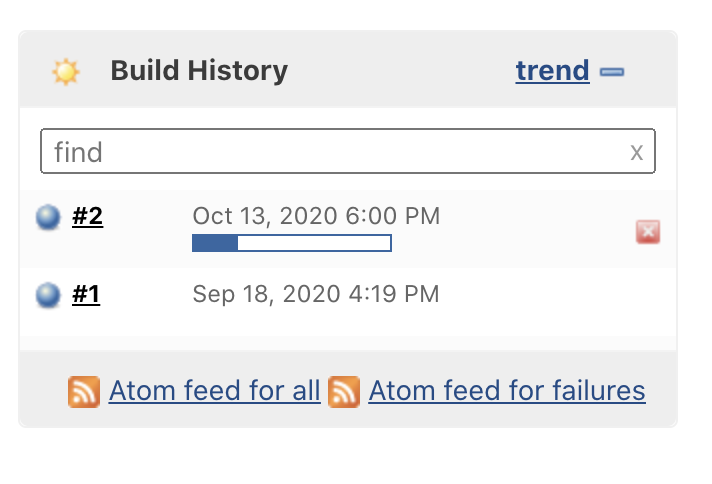 Build History trend
find x
#2 Oct 13, 2020 6:00 PM
#1 Sep 18, 2020 4:19 PM
Atom feed for all Atom feed for failures